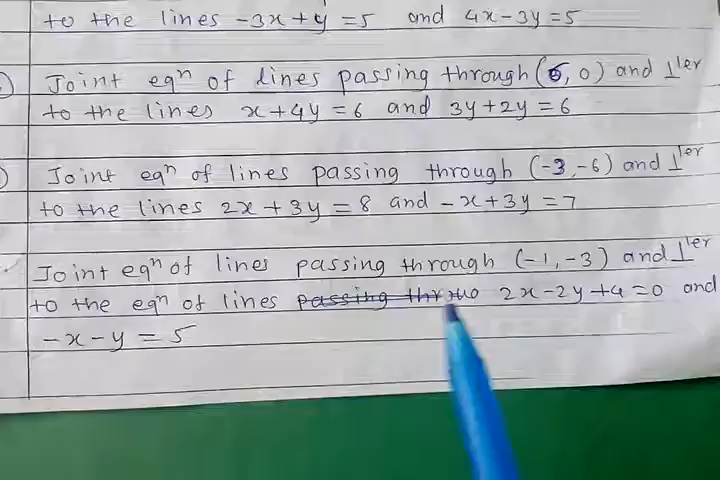 to the lines -3x+y=5 and 4x-3y=5
Joint eqⁿ of lines passing through (6, 0) and ⊥ˡᵉʳ
to the lines x+4y=6 and 3y+2y=6
Joint eqⁿ of lines passing through (-3,-6) and ⊥ˡᵉʳ
to the lines 2x+3y=8 and -x+3y=7
Joint eqⁿ of lines passing through (-1,-3) and ⊥ˡᵉʳ
to the eqⁿ of lines passing throuo 2x-2y+4=0 and
-x-y=5